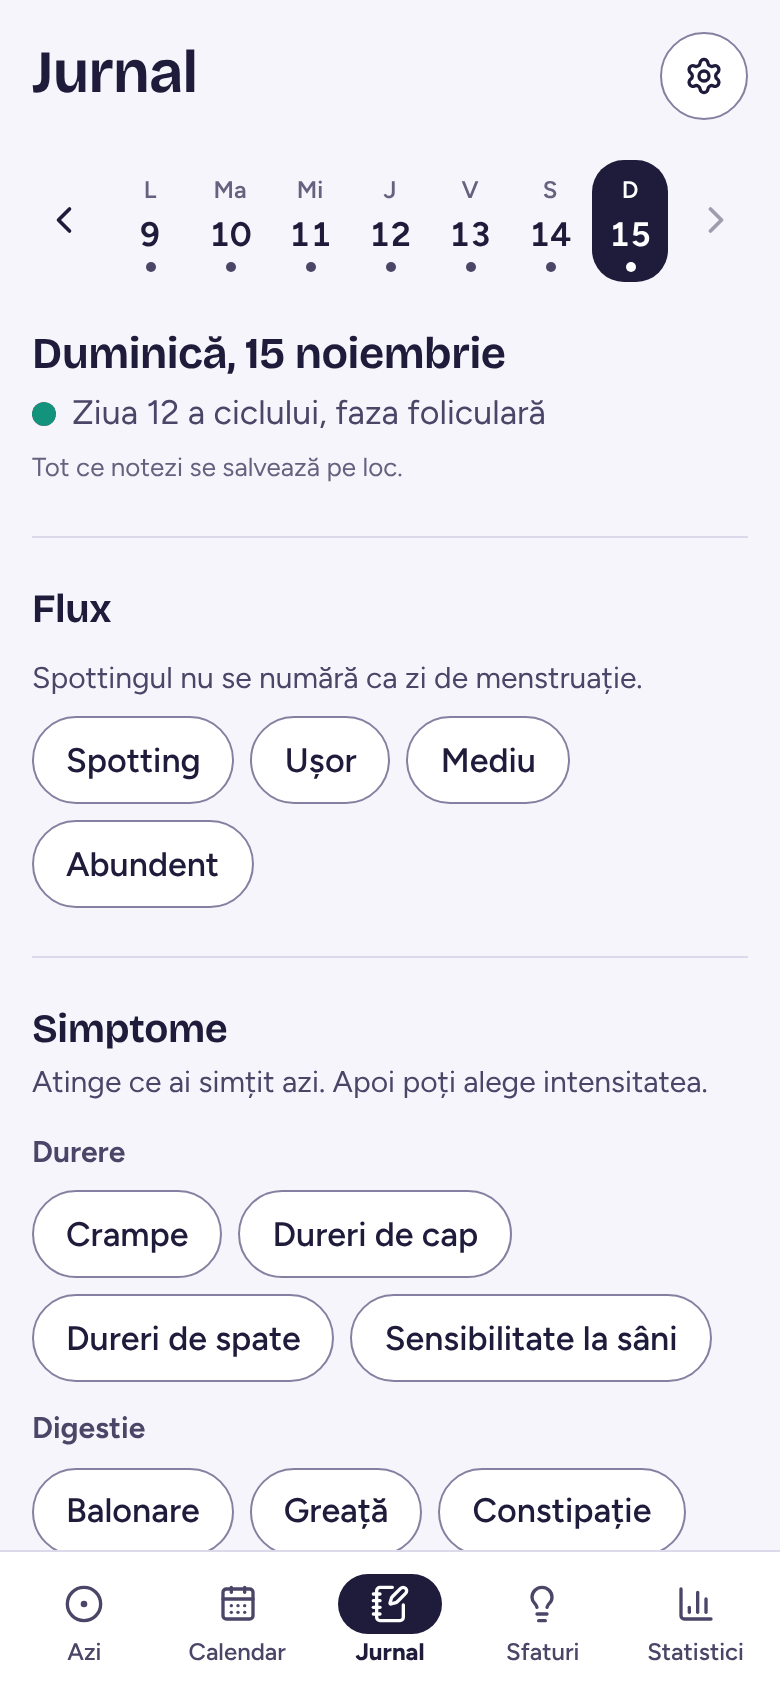 Jurnal
L Ma Mi J V S D
9 10 11 12 13 14 15
Duminică, 15 noiembrie
Ziua 12 a ciclului, faza foliculară
Tot ce notezi se salvează pe loc.
Flux
Spottingul nu se numără ca zi de menstruație.
Spotting Ușor Mediu
Abundent
Simptome
Atinge ce ai simțit azi. Apoi poți alege intensitatea.
Durere
Crampe Dureri de cap
Dureri de spate Sensibilitate la sâni
Digestie
Balonare Greață Constipație
Azi Calendar Jurnal Sfaturi Statistici